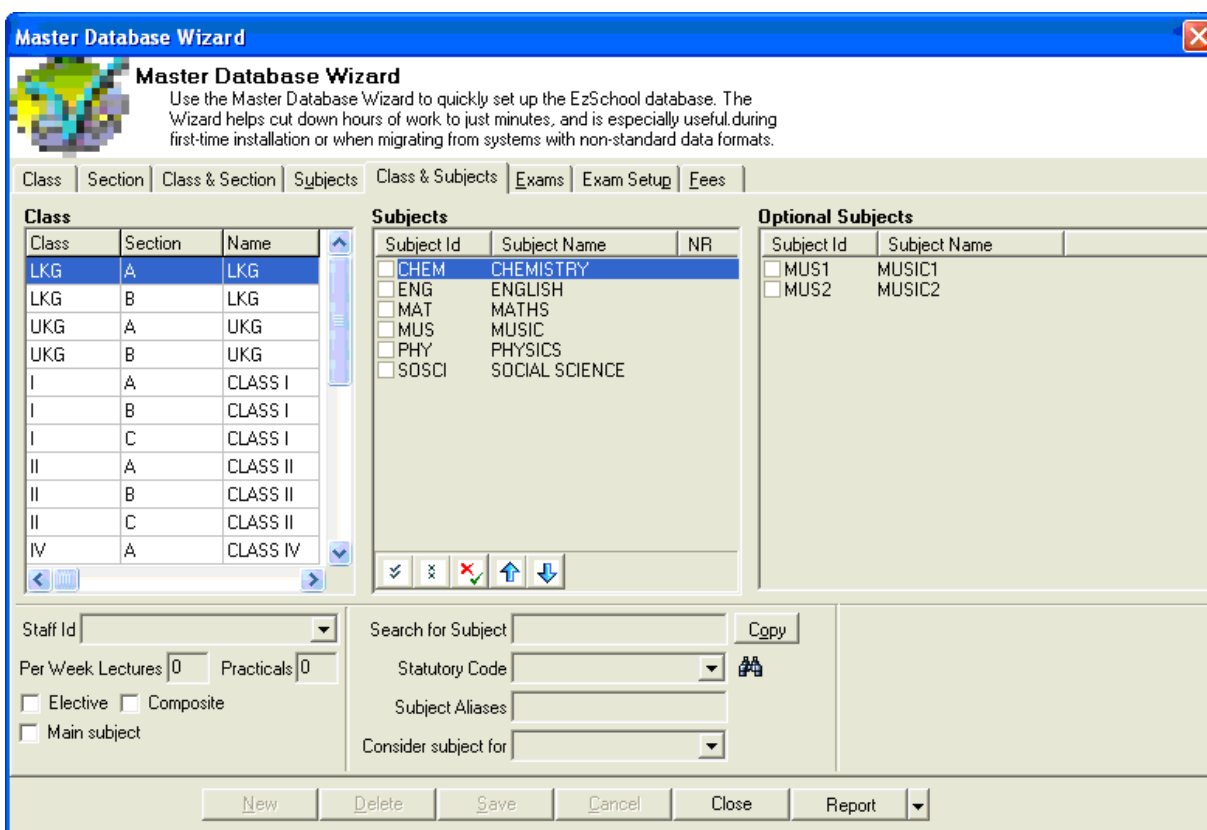 Master Database Wizard
Master Database Wizard
Use the Master Database Wizard to quickly set up the EzSchool database. The
Wizard helps cut down hours of work to just minutes, and is especially useful.during
first-time installation or when migrating from systems with non-standard data formats.
Class Section Class & Section Subjects Class & Subjects Exams Exam Setup Fees
Class
Class Section Name
LKG A LKG
LKG B LKG
UKG A UKG
UKG B UKG
I A CLASS I
I B CLASS I
I C CLASS I
II A CLASS II
II B CLASS II
II C CLASS II
IV A CLASS IV
Subjects
Subject Id Subject Name NR
CHEM CHEMISTRY
ENG ENGLISH
MAT MATHS
MUS MUSIC
PHY PHYSICS
SOSCI SOCIAL SCIENCE
Optional Subjects
Subject Id Subject Name
MUS1 MUSIC1
MUS2 MUSIC2
Staff Id
Per Week Lectures 0 Practicals 0
Elective Composite
Main subject
Search for Subject Copy
Statutory Code
Subject Aliases
Consider subject for
New Delete Save Cancel Close Report